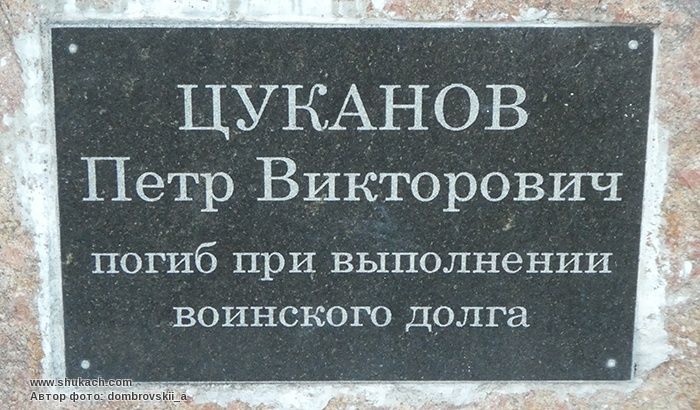 ЦУКАНОВ
Петр Викторович
погиб при выполнении
воинского долга
www.shukach.com
Автор фото: dombrovskii_a